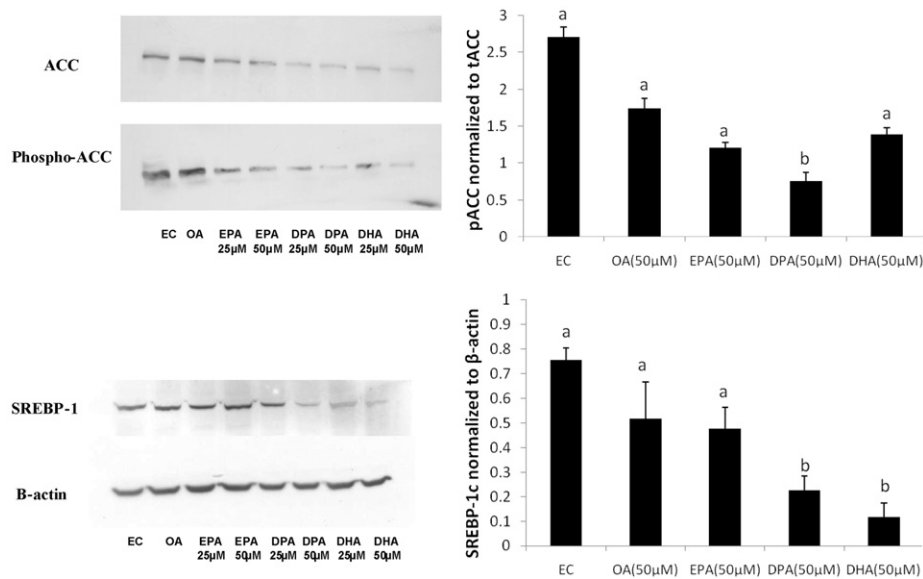 ACC
Phospho-ACC
EC OA EPA EPA DPA DPA DHA DHA
25µM 50µM 25µM 50µM 25µM 50µM
pACC normalized to tACC
3
2.5
2
1.5
1
0.5
0
a
a
a
b
a
EC OA(50µM) EPA(50µM) DPA(50µM) DHA(50µM)
SREBP-1
B-actin
EC OA EPA EPA DPA DPA DHA DHA
25µM 50µM 25µM 50µM 25µM 50µM
SREBP-1c normalized to β-actin
1
0.9
0.8
0.7
0.6
0.5
0.4
0.3
0.2
0.1
0
a
a
a
b
b
EC OA(50µM) EPA(50µM) DPA(50µM) DHA(50µM)